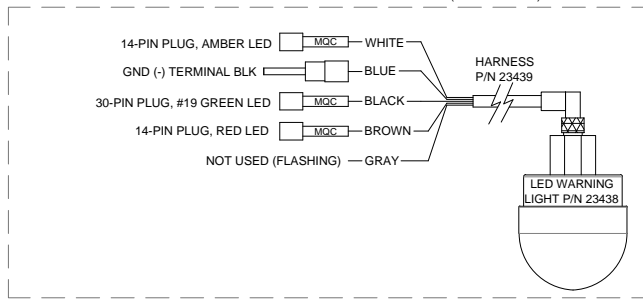 14-PIN PLUG, AMBER LED MQC WHITE
GND (-) TERMINAL BLK BLUE
30-PIN PLUG, #19 GREEN LED MQC BLACK
14-PIN PLUG, RED LED MQC BROWN
NOT USED (FLASHING) GRAY
HARNESS
P/N 23439
LED WARNING
LIGHT P/N 23438